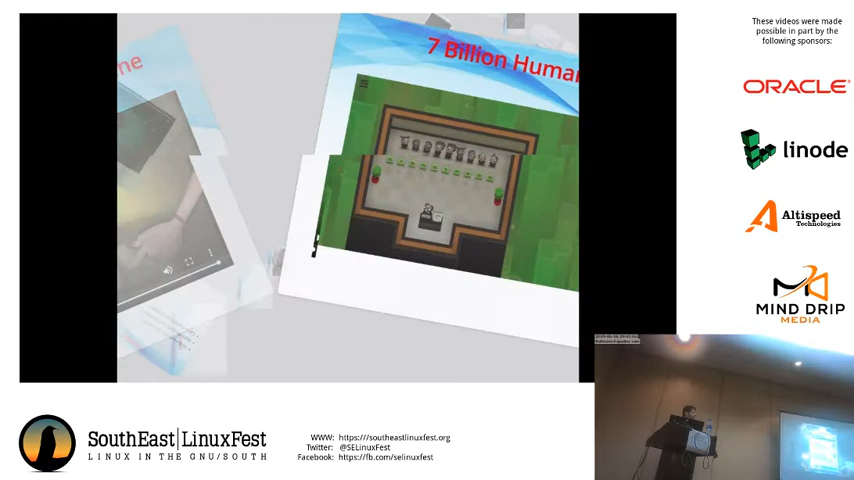 These videos were made
possible in part by the
following sponsors:
ORACLE®
linode
Altispeed
Technologies
MIND DRIP
MEDIA
7 Billion Human
me
SouthEast|LinuxFest
LINUX IN THE GNU/SOUTH
WWW: https:///southeastlinuxfest.org
Twitter: @SELinuxFest
Facebook: https://fb.com/selinuxfest